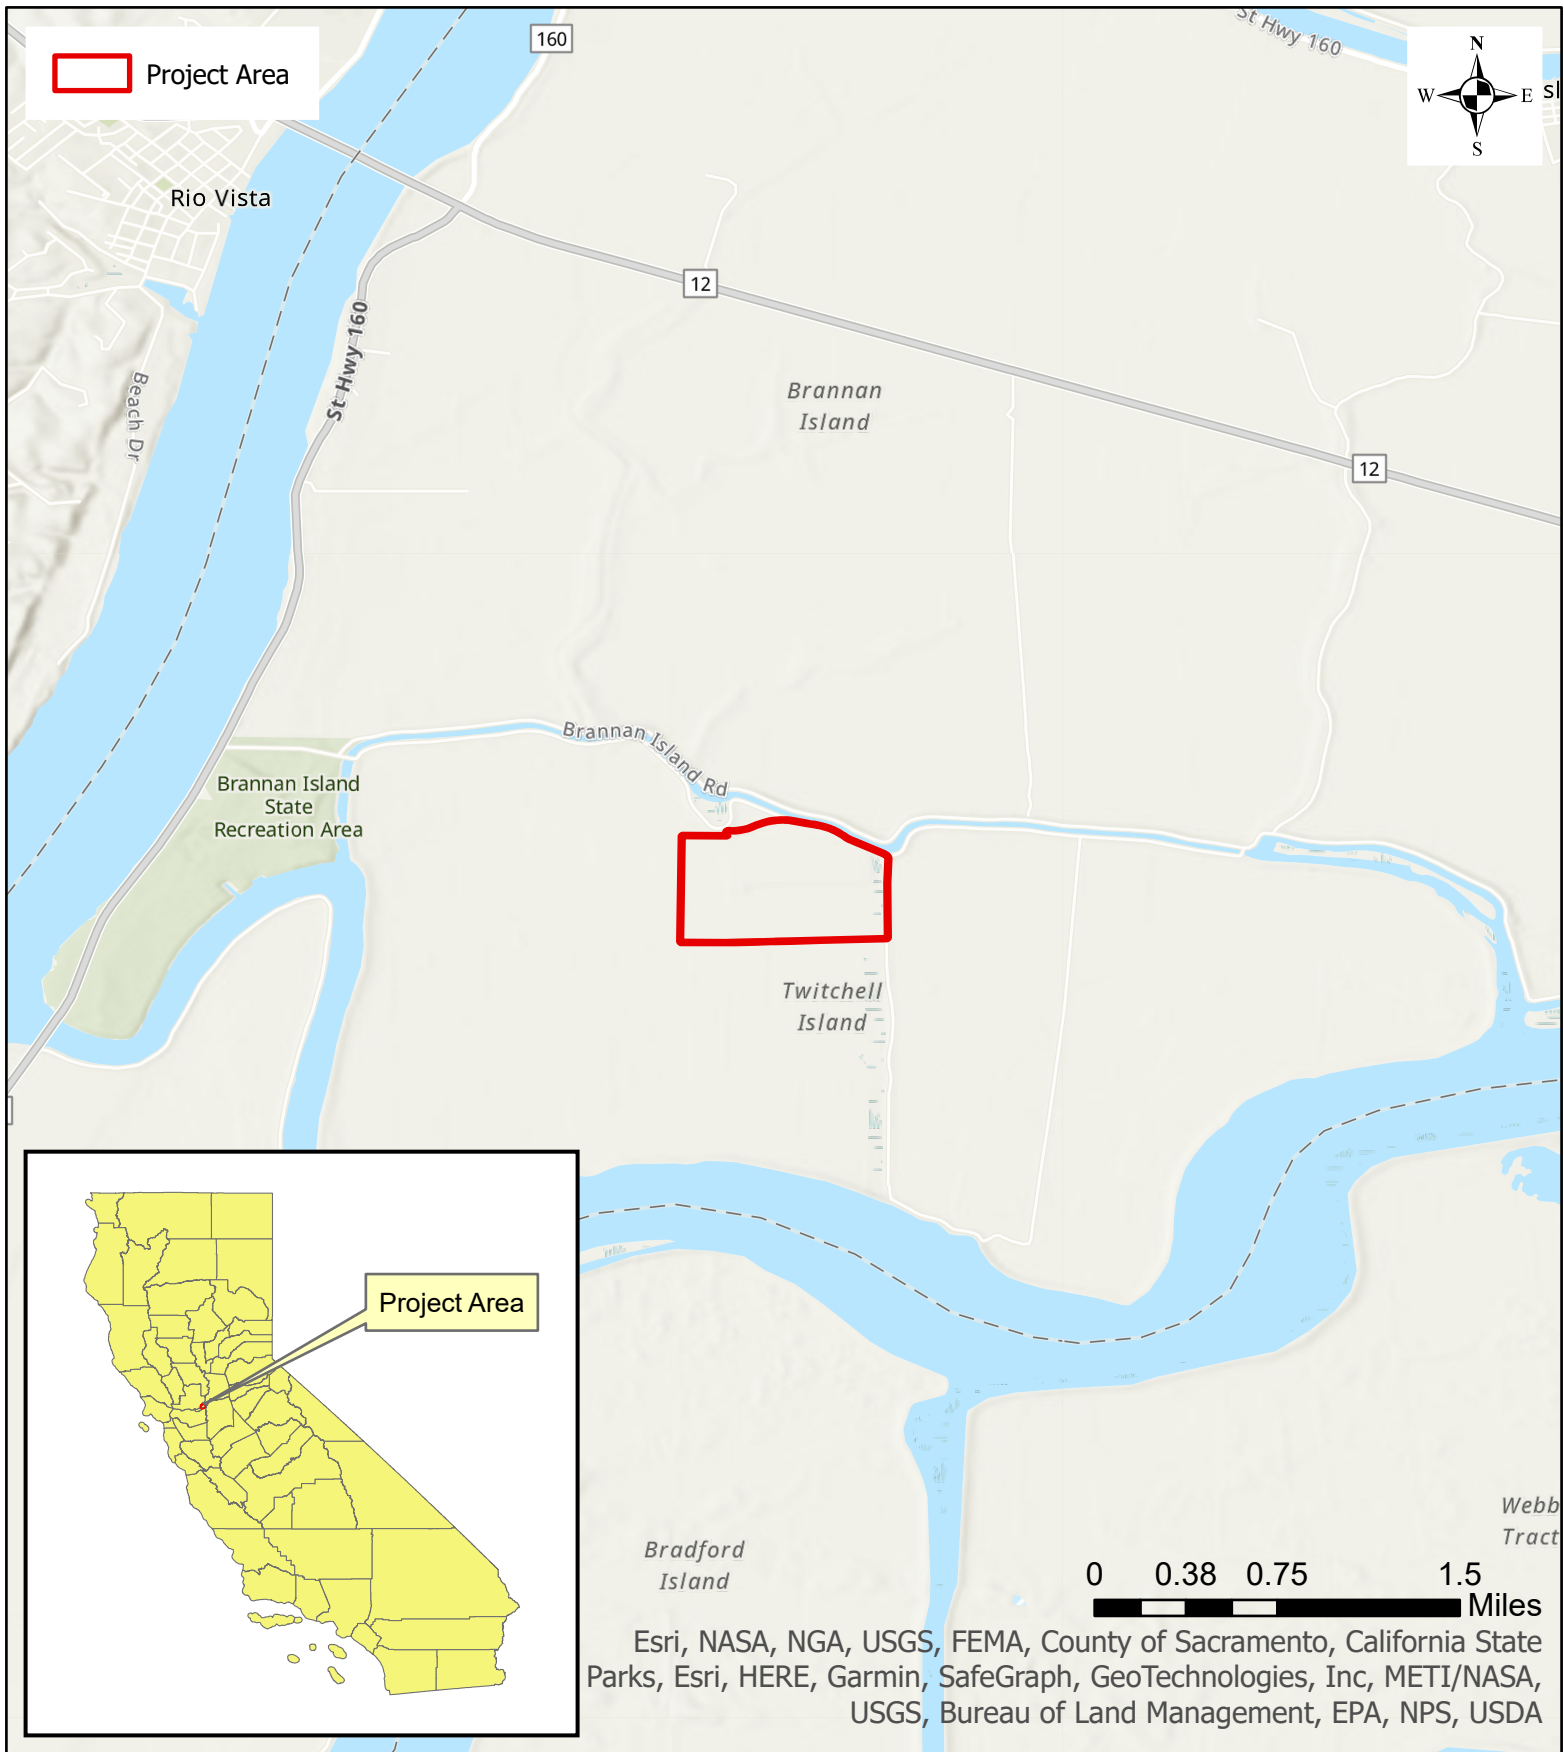 160
St Hwy 160
Project Area
N
W
E
S
sl
Rio Vista
12
St Hwy 160
Beach Dr
Brannan
Island
12
Brannan Island Rd
Brannan Island
State
Recreation Area
Twitchell
Island
Project Area
Webb
Tract
Bradford
Island
0 0.38 0.75 1.5
Miles
Esri, NASA, NGA, USGS, FEMA, County of Sacramento, California State
Parks, Esri, HERE, Garmin, SafeGraph, GeoTechnologies, Inc, METI/NASA,
USGS, Bureau of Land Management, EPA, NPS, USDA